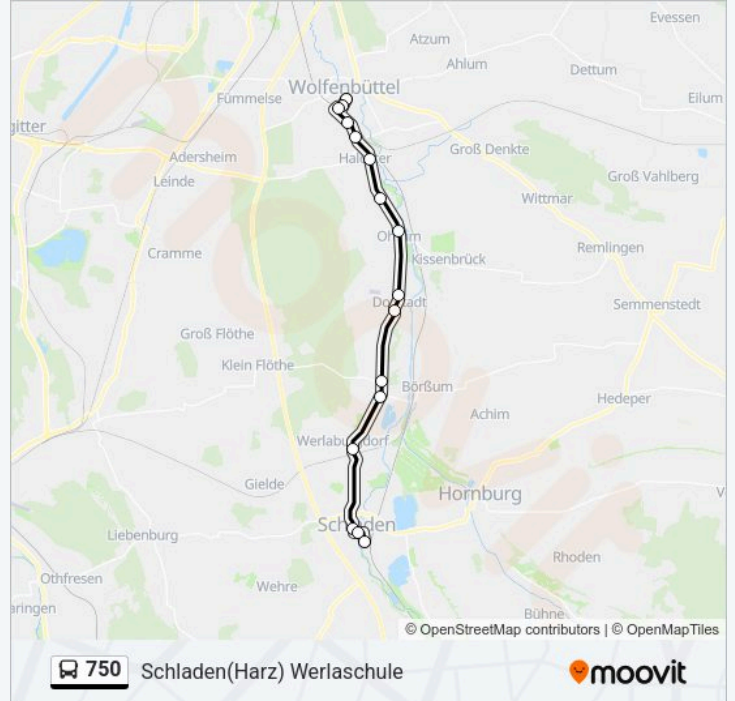 Evessen
Atzum
Ahlum
Dettum
Wolfenbüttel
Fümmelse
Eilum
gitter
Groß Denkte
Adersheim
Leinde
Groß Vahlberg
Wittmar
Remlingen
Cramme
Kissenbrück
Semmenstedt
Groß Flöthe
Klein Flöthe
Börßum
Hedeper
Achim
Gielde
Hornburg
V
Liebenburg
Rhoden
Othfresen
Wehre
aringen
Bühne
© OpenStreetMap contributors | © OpenMapTiles
750 Schladen(Harz) Werlaschule
moovit